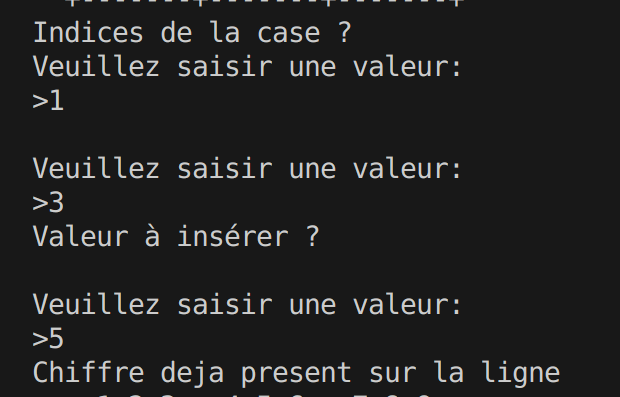 Indices de la case ?
Veuillez saisir une valeur:
>1
Veuillez saisir une valeur:
>3
Valeur à insérer ?
Veuillez saisir une valeur:
>5
Chiffre deja present sur la ligne